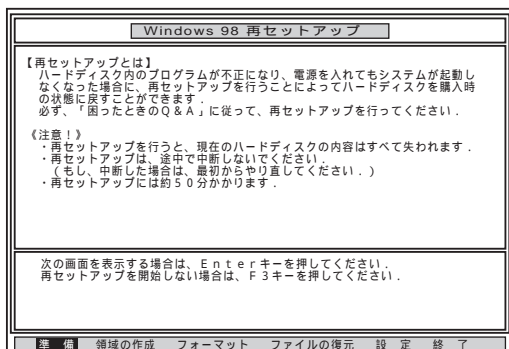 Windows 98 再セットアップ
【再セットアップとは】
ハードディスク内のプログラムが不正になり、電源を入れてもシステムが起動し
なくなった場合に、再セットアップを行うことによってハードディスクを購入時
の状態に戻すことができます．
必ず、「困ったときのＱ＆Ａ」に従って、再セットアップを行ってください．
《注意！》
・再セットアップを行うと、現在のハードディスクの内容はすべて失われます．
・再セットアップは、途中で中断しないでください．
（もし、中断した場合は、最初からやり直してください．）
・再セットアップには約５０分かかります．
次の画面を表示する場合は、Ｅｎｔｅｒキーを押してください．
再セットアップを開始しない場合は、Ｆ３キーを押してください．
準 備 領域の作成 フォーマット ファイルの復元 設 定 終 了